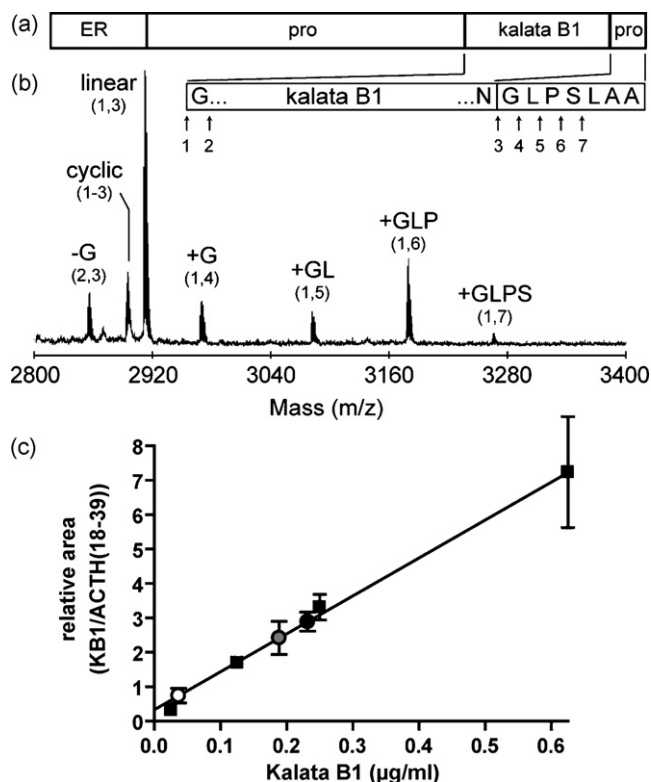 (a) ER pro kalata B1 pro
(b)
linear
(1,3)
G... kalata B1 ...N G L P S L A A
1 2 3 4 5 6 7
cyclic
(1-3)
-G
(2,3)
+G
(1,4)
+GL
(1,5)
+GLP
(1,6)
+GLPS
(1,7)
2800 2920 3040 3160 3280 3400
Mass (m/z)
(c)
relative area
(KB1/ACTH(18-39))
8
7
6
5
4
3
2
1
0
0.0 0.1 0.2 0.3 0.4 0.5 0.6
Kalata B1 (µg/ml)